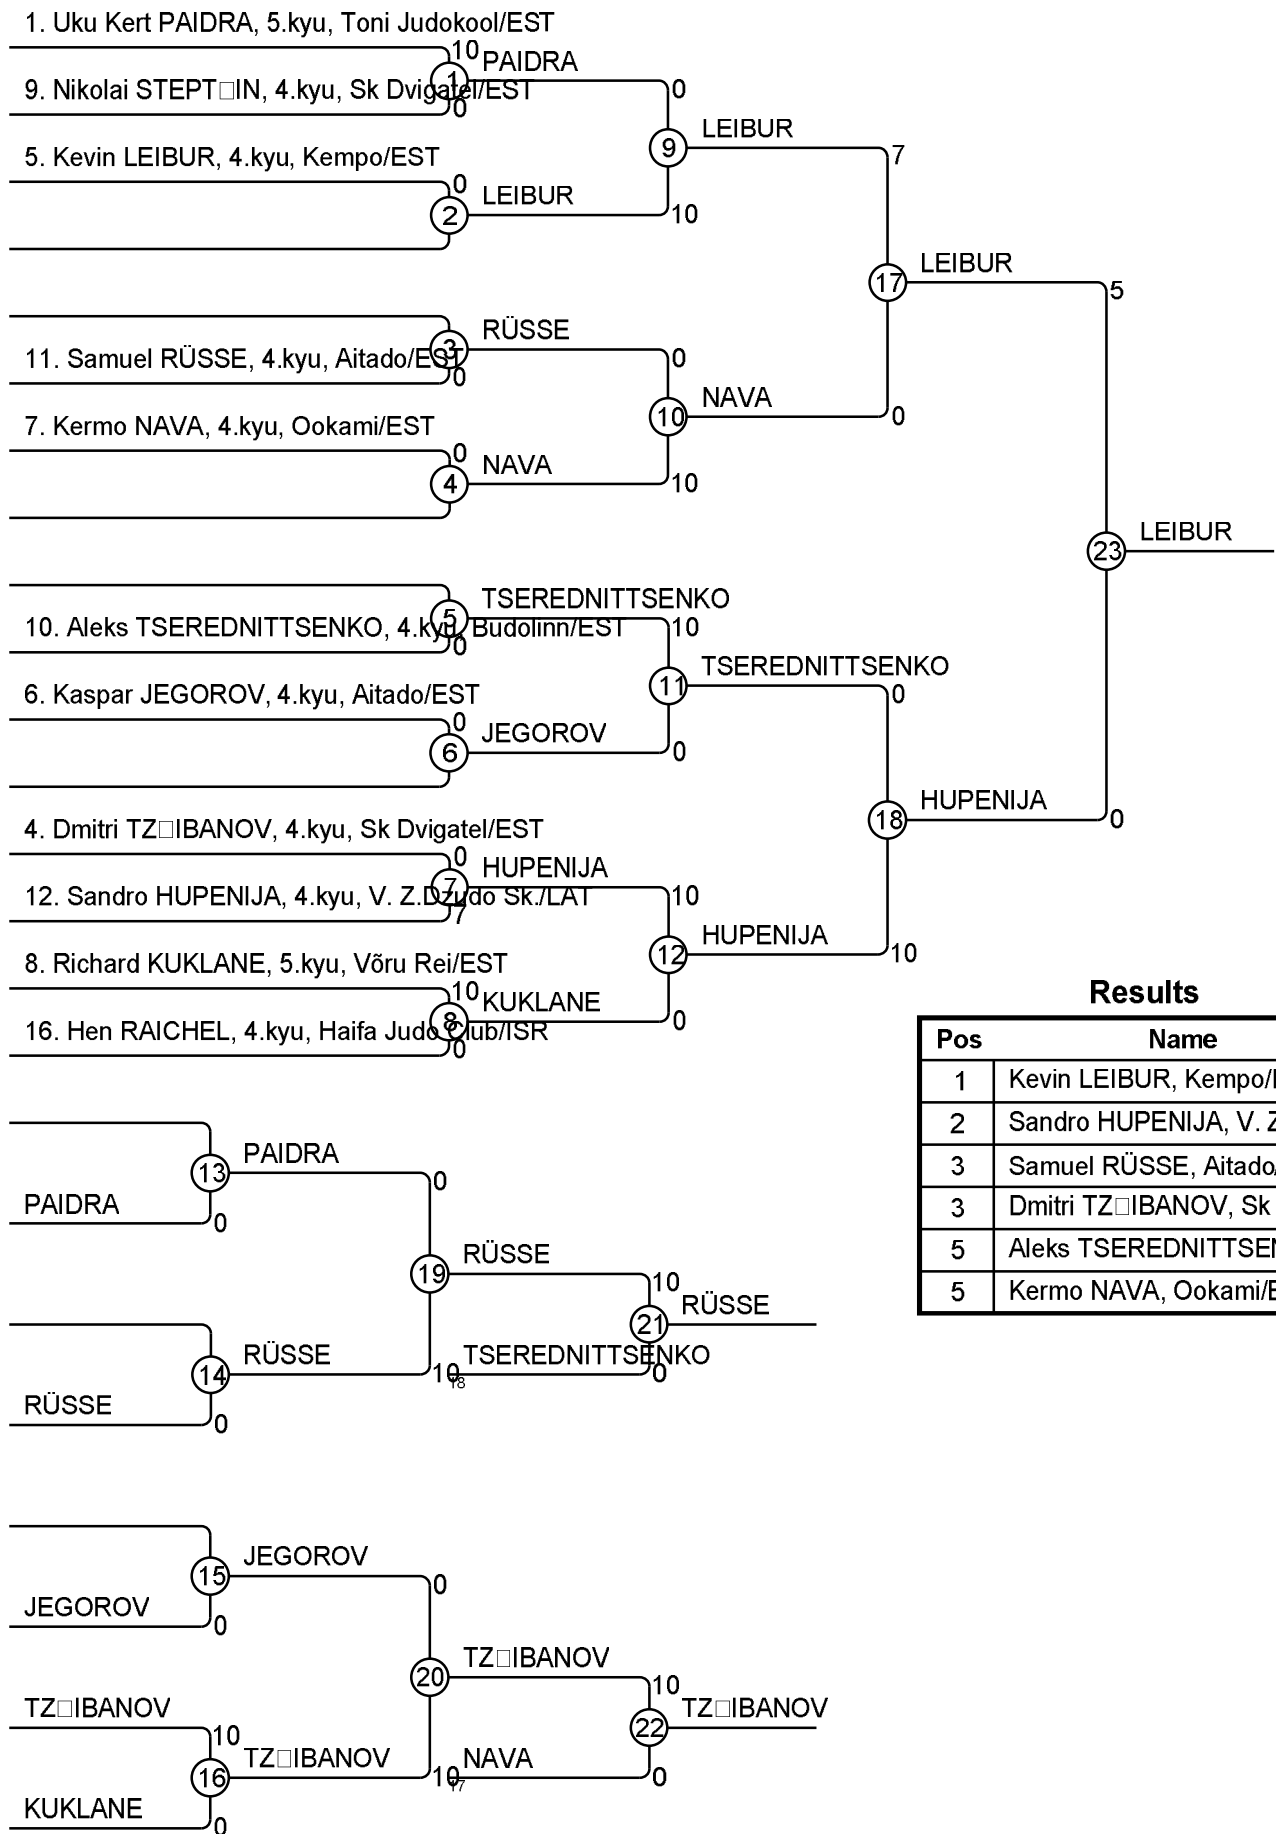 1. Uku Kert PAIDRA, 5.kyu, Toni Judokool/EST
10
PAIDRA
1
0
9. Nikolai STEPT□IN, 4.kyu, Sk Dvigatel/EST
0
LEIBUR
9
7
5. Kevin LEIBUR, 4.kyu, Kempo/EST
0
LEIBUR
2
10
LEIBUR
17
5
RÜSSE
3
0
11. Samuel RÜSSE, 4.kyu, Aitado/EST
0
NAVA
10
0
7. Kermo NAVA, 4.kyu, Ookami/EST
0
NAVA
4
10
LEIBUR
23
TSEREDNITTSENKO
5
10
10. Aleks TSEREDNITTSENKO, 4.kyu, Budolinn/EST
0
TSEREDNITTSENKO
11
0
6. Kaspar JEGOROV, 4.kyu, Aitado/EST
0
JEGOROV
6
0
HUPENIJA
18
0
4. Dmitri TZ□IBANOV, 4.kyu, Sk Dvigatel/EST
0
HUPENIJA
7
10
12. Sandro HUPENIJA, 4.kyu, V. Z.Dzudo Sk./LAT
7
HUPENIJA
12
10
8. Richard KUKLANE, 5.kyu, Võru Rei/EST
10
KUKLANE
8
0
16. Hen RAICHEL, 4.kyu, Haifa Judo Club/ISR
0
Results
Pos Name
1 Kevin LEIBUR, Kempo/
2 Sandro HUPENIJA, V.
3 Samuel RÜSSE, Aitado
3 Dmitri TZ□IBANOV, Sk
5 Aleks TSEREDNITTSEN
5 Kermo NAVA, Ookami/
PAIDRA
13
0
PAIDRA
0
RÜSSE
19
10
RÜSSE
21
RÜSSE
14
10
18
TSEREDNITTSENKO
0
RÜSSE
0
JEGOROV
15
0
JEGOROV
0
TZ□IBANOV
20
10
TZ□IBANOV
22
TZ□IBANOV
10
TZ□IBANOV
16
10
17
NAVA
0
KUKLANE
0